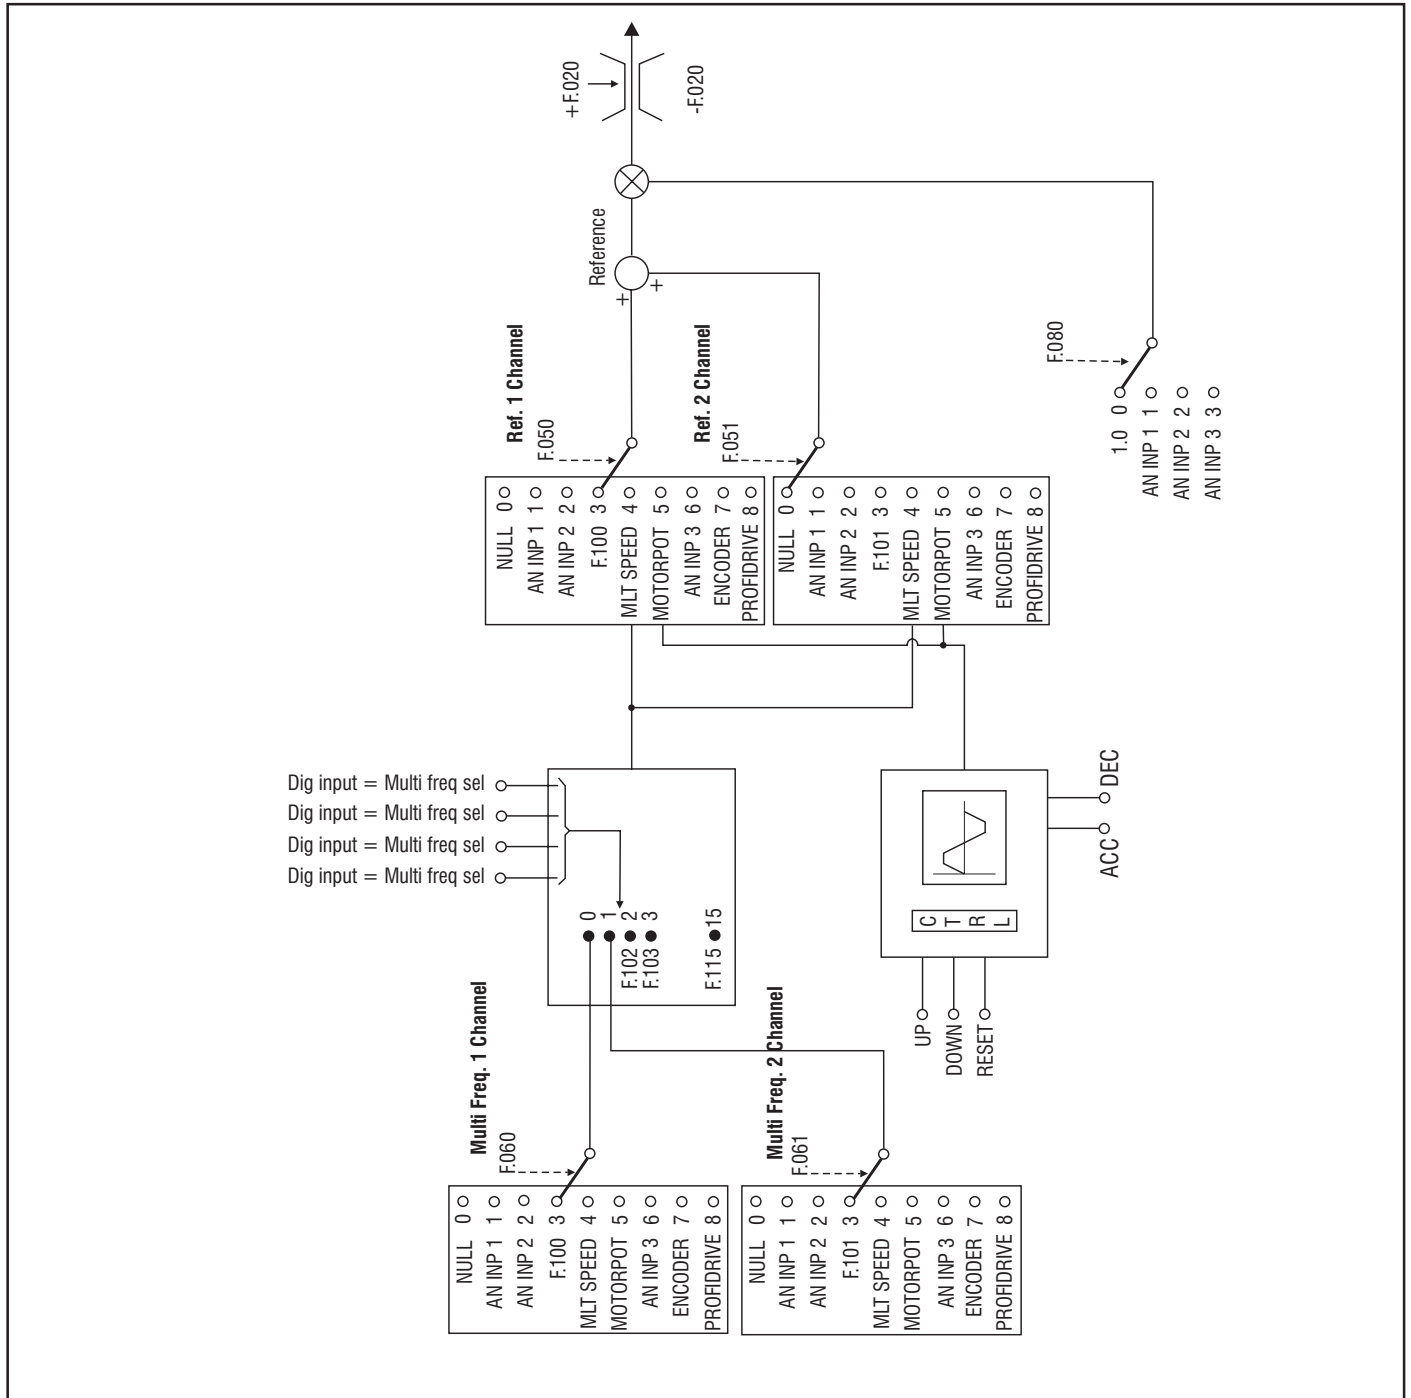 +F.020
-F.020
Reference
+
+
Ref. 1 Channel
F.050
Ref. 2 Channel
F.051
F.080
1.0 0
AN INP 1 1
AN INP 2 2
AN INP 3 3
NULL 0
AN INP 1 1
AN INP 2 2
F.100 3
MLT SPEED 4
MOTORPOT 5
AN INP 3 6
ENCODER 7
PROFIDRIVE 8
NULL 0
AN INP 1 1
AN INP 2 2
F.101 3
MLT SPEED 4
MOTORPOT 5
AN INP 3 6
ENCODER 7
PROFIDRIVE 8
Dig input = Multi freq sel
Dig input = Multi freq sel
Dig input = Multi freq sel
Dig input = Multi freq sel
0
1
F.102 2
F.103 3
F.115 15
DEC
ACC
C T R L
UP
DOWN
RESET
Multi Freq. 1 Channel
F.060
Multi Freq. 2 Channel
F.061
NULL 0
AN INP 1 1
AN INP 2 2
F.100 3
MLT SPEED 4
MOTORPOT 5
AN INP 3 6
ENCODER 7
PROFIDRIVE 8
NULL 0
AN INP 1 1
AN INP 2 2
F.101 3
MLT SPEED 4
MOTORPOT 5
AN INP 3 6
ENCODER 7
PROFIDRIVE 8